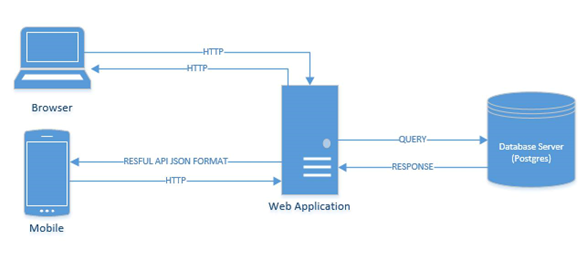 HTTP
HTTP
Browser
RESFUL API JSON FORMAT
HTTP
Mobile
Web Application
QUERY
RESPONSE
Database Server
(Postgres)